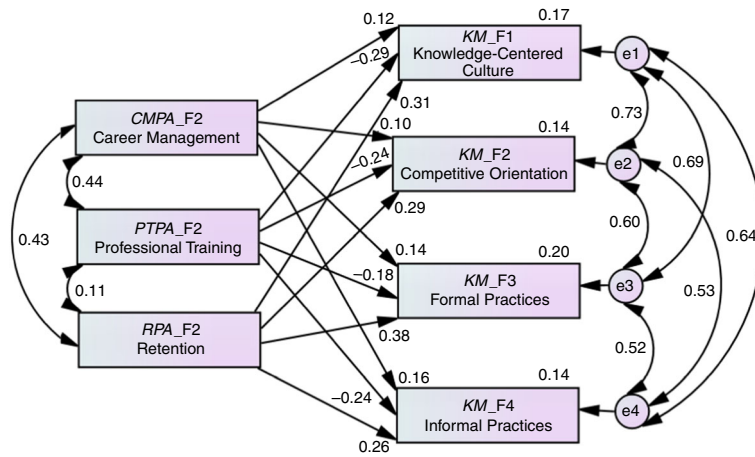 0.12
0.17
KM_F1
Knowledge-Centered
Culture
e1
–0.29
0.31
0.73
CMPA_F2
Career Management
0.10
0.14
KM_F2
Competitive Orientation
e2
–0.24
0.69
0.44
0.29
PTPA_F2
Professional Training
0.60
0.64
0.43
0.14
0.20
–0.18
KM_F3
Formal Practices
e3
0.53
0.11
RPA_F2
Retention
0.38
0.52
0.16
0.14
–0.24
KM_F4
Informal Practices
e4
0.26